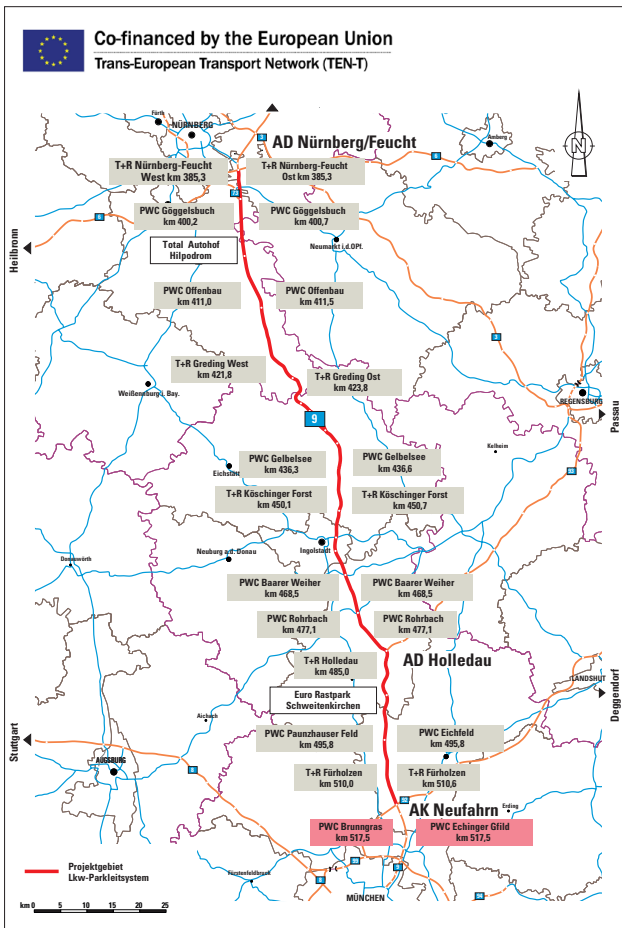 Co-financed by the European Union
Trans-European Transport Network (TEN-T)
Fürth
NÜRNBERG
AD Nürnberg/Feucht
Amberg
N
T+R Nürnberg-Feucht
West km 385,3
T+R Nürnberg-Feucht
Ost km 385,3
PWC Göggelsbuch
km 400,2
PWC Göggelsbuch
km 400,7
Heilbronn
Total Autohof
Hilpodrom
Neumarkt i.d.OPf.
PWC Offenbau
km 411,0
PWC Offenbau
km 411,5
T+R Greding West
km 421,8
T+R Greding Ost
km 423,8
Weißenburg i. Bay.
REGENSBURG
Passau
9
Kelheim
PWC Gelbelsee
km 436,3
PWC Gelbelsee
km 436,6
Eichstätt
T+R Köschinger Forst
km 450,1
T+R Köschinger Forst
km 450,7
Ingolstadt
Neuburg a.d. Donau
Donauwörth
PWC Baarer Weiher
km 468,5
PWC Baarer Weiher
km 468,5
PWC Rohrbach
km 477,1
PWC Rohrbach
km 477,1
AD Holledau
T+R Holledau
km 485,0
LANDSHUT
Deggendorf
Euro Rastpark
Schweitenkirchen
Aichach
Stuttgart
PWC Paunzhauser Feld
km 495,8
PWC Eichfeld
km 495,8
AUGSBURG
T+R Fürholzen
km 510,0
T+R Fürholzen
km 510,6
Erding
AK Neufahrn
PWC Brunngras
km 517,5
PWC Echinger Gfild
km 517,5
Projektgebiet
Lkw-Parkleitsystem
Fürstenfeldbruck
MÜNCHEN
km 0 5 10 15 20 25